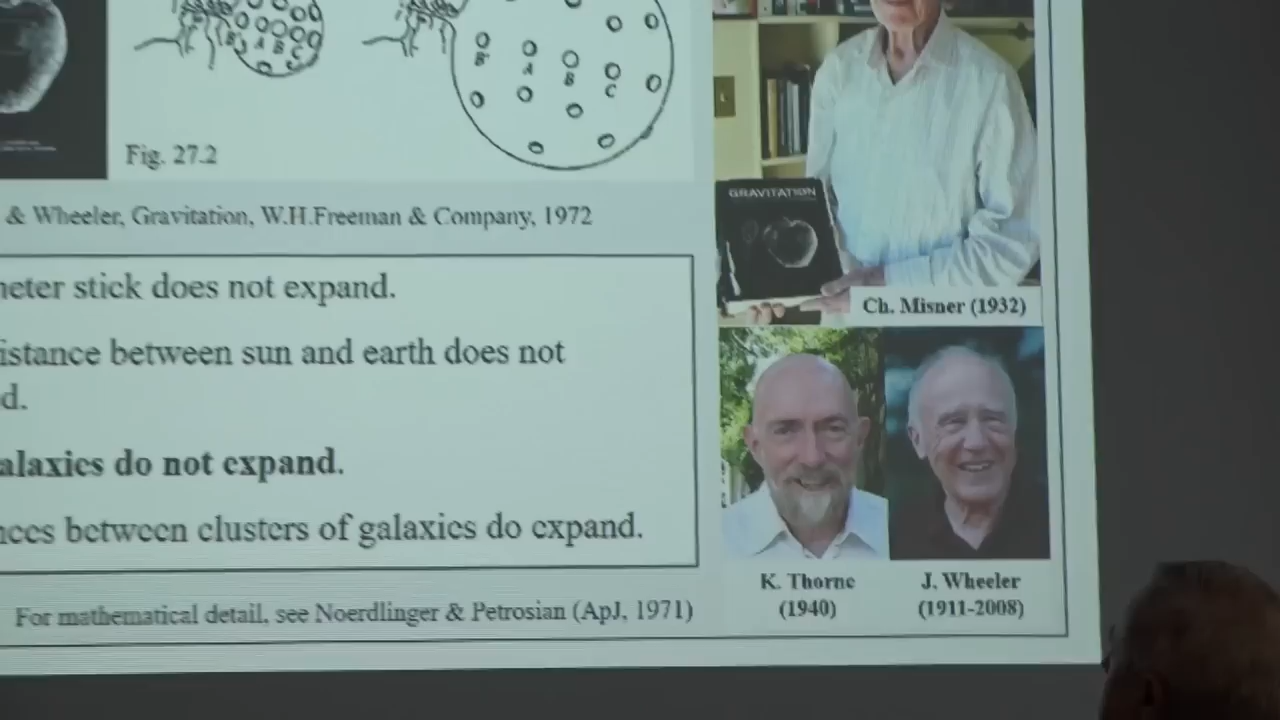 B'
A
B
C
B'
A
B
C
Fig. 27.2
& Wheeler, Gravitation, W.H.Freeman & Company, 1972
GRAVITATION
Ch. Misner (1932)
neter stick does not expand.
istance between sun and earth does not
d.
alaxies do not expand.
nces between clusters of galaxies do expand.
K. Thorne
(1940)
J. Wheeler
(1911-2008)
For mathematical detail, see Noerdlinger & Petrosian (ApJ, 1971)